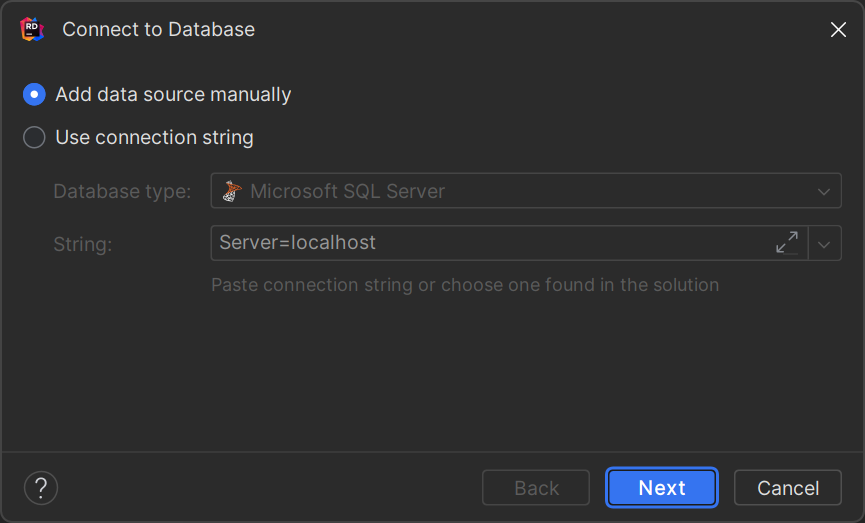 RD
Connect to Database
Add data source manually
Use connection string
Database type: Microsoft SQL Server
String: Server=localhost
Paste connection string or choose one found in the solution
? Back Next Cancel